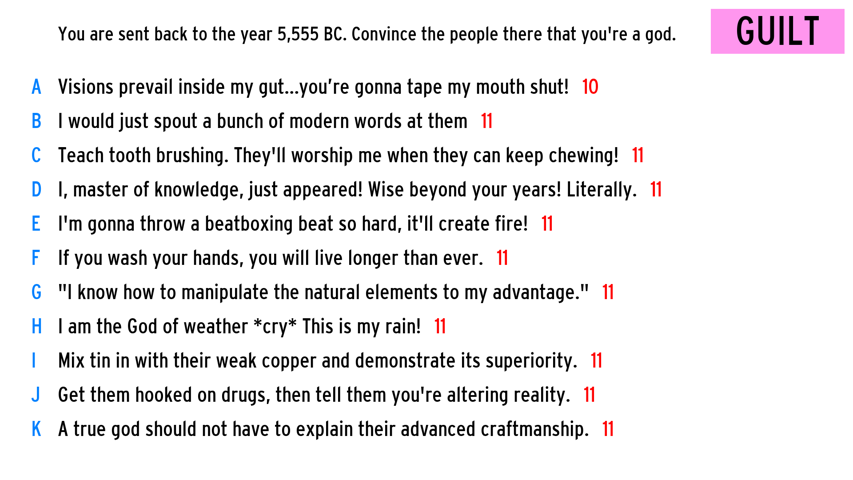 You are sent back to the year 5,555 BC. Convince the people there that you're a god.
GUILT
A Visions prevail inside my gut...you’re gonna tape my mouth shut! 10
B I would just spout a bunch of modern words at them 11
C Teach tooth brushing. They'll worship me when they can keep chewing! 11
D I, master of knowledge, just appeared! Wise beyond your years! Literally. 11
E I'm gonna throw a beatboxing beat so hard, it'll create fire! 11
F If you wash your hands, you will live longer than ever. 11
G "I know how to manipulate the natural elements to my advantage." 11
H I am the God of weather *cry* This is my rain! 11
I Mix tin in with their weak copper and demonstrate its superiority. 11
J Get them hooked on drugs, then tell them you're altering reality. 11
K A true god should not have to explain their advanced craftmanship. 11